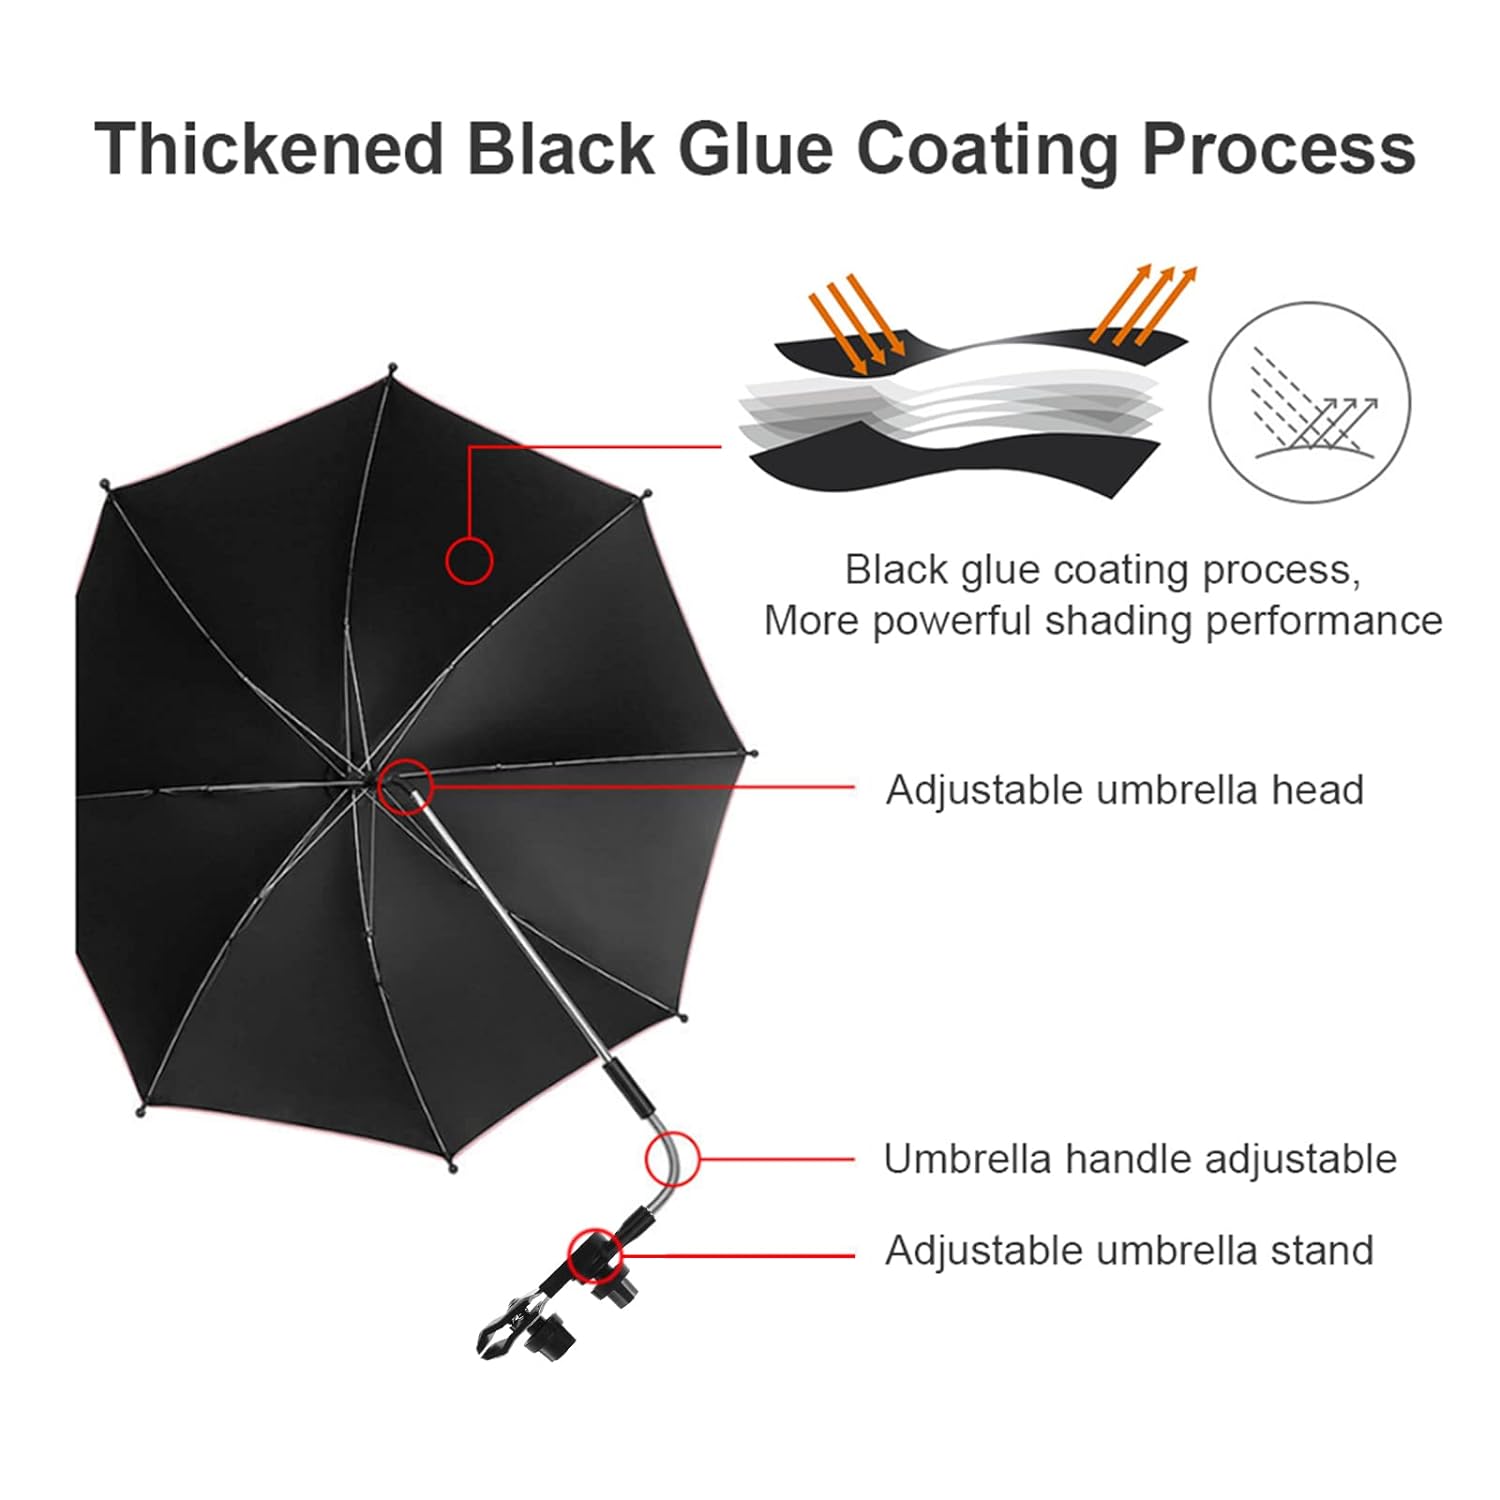 Thickened Black Glue Coating Process
Black glue coating process,
More powerful shading performance
Adjustable umbrella head
Umbrella handle adjustable
Adjustable umbrella stand